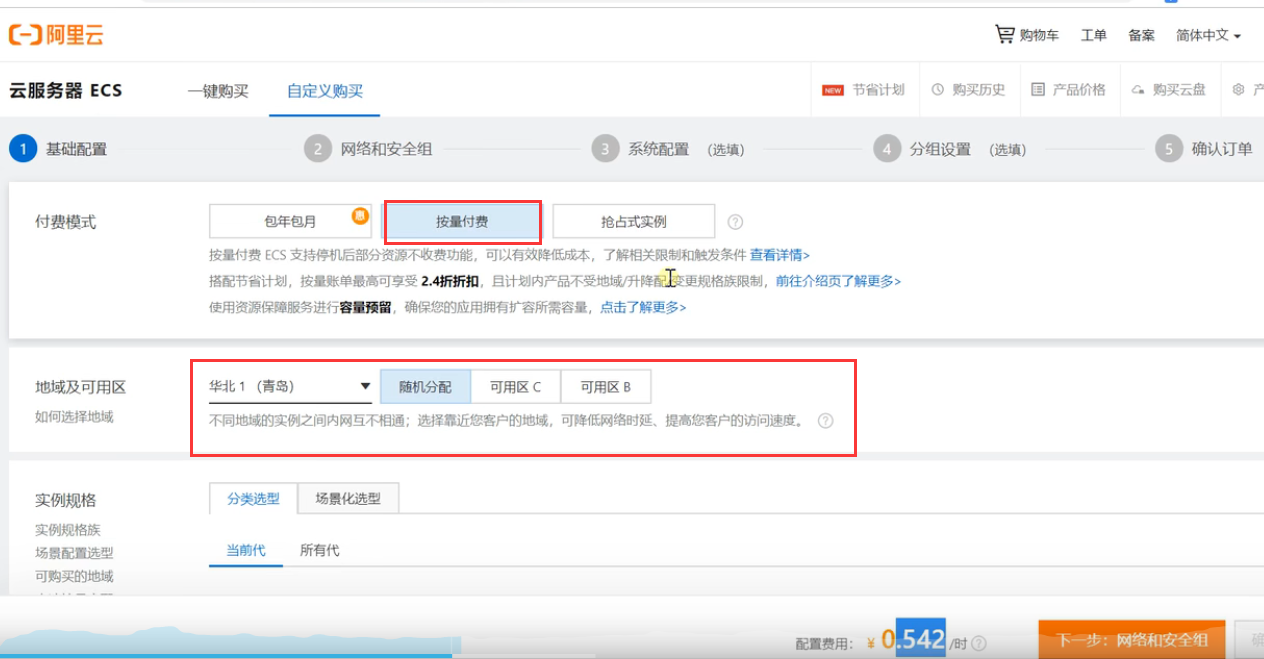 阿里云
购物车 工单 备案 简体中文
云服务器 ECS 一键购买 自定义购买 NEW 节省计划 购买历史 产品价格 购买云盘
1 基础配置 2 网络和安全组 3 系统配置 (选填) 4 分组设置 (选填) 5 确认订单
付费模式 包年包月 惠 按量付费 抢占式实例 ?
按量付费 ECS 支持停机后部分资源不收费功能，可以有效降低成本，了解相关限制和触发条件 查看详情>
搭配节省计划，按量账单最高可享受 2.4折折扣，且计划内产品不受地域/升降配/变更规格族限制，前往介绍页了解更多>
使用资源保障服务进行容量预留，确保您的应用拥有扩容所需容量，点击了解更多>
地域及可用区 华北 1 （青岛） 随机分配 可用区 C 可用区 B
如何选择地域 不同地域的实例之间内网互不相通；选择靠近您客户的地域，可降低网络时延、提高您客户的访问速度。 ?
实例规格 分类选型 场景化选型
实例规格族
场景配置选型 当前代 所有代
可购买的地域
配置费用： ¥ 0.542 /时 ? 下一步：网络和安全组